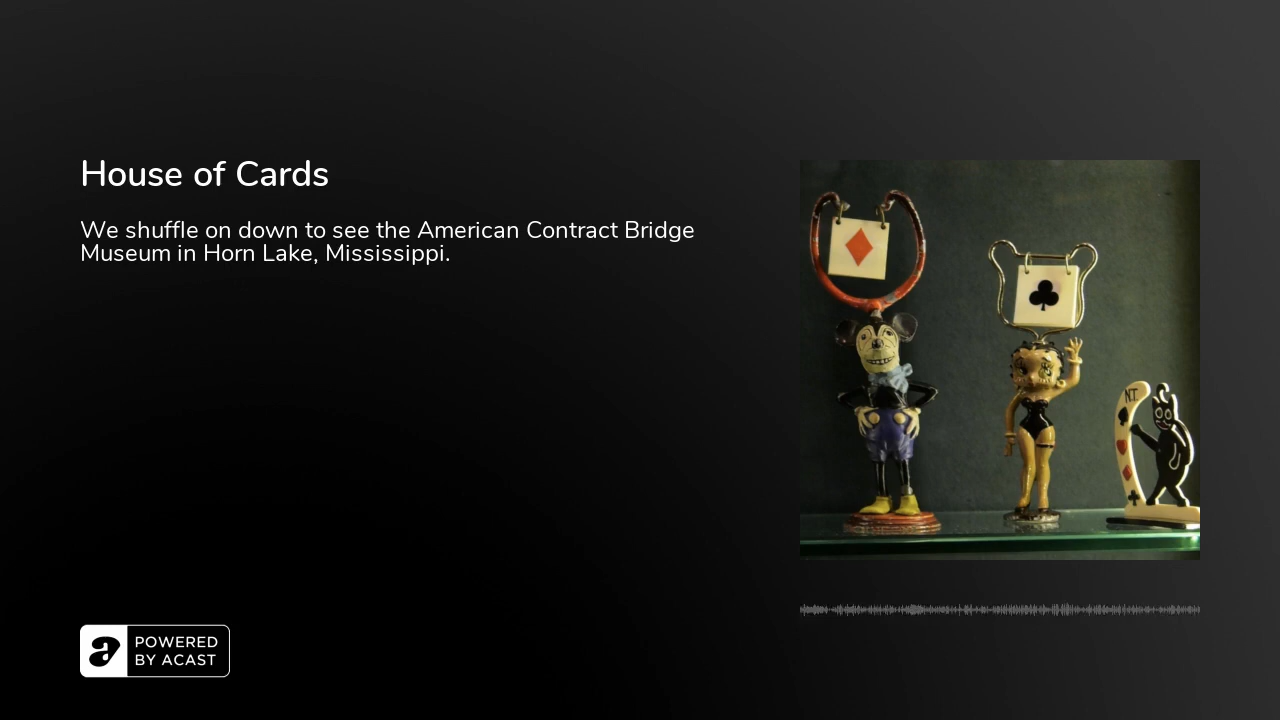 House of Cards
We shuffle on down to see the American Contract Bridge
Museum in Horn Lake, Mississippi.
N.T.
a
POWERED
BY ACAST